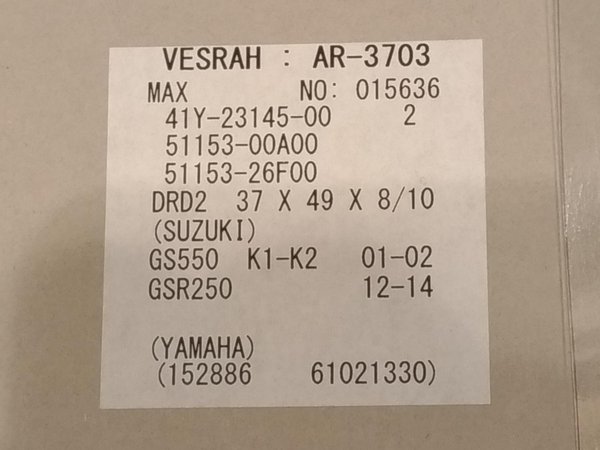 VESRAH : AR-3703
MAX NO: 015636
41Y-23145-00 2
51153-00A00
51153-26F00
DRD2 37 X 49 X 8/10
(SUZUKI)
GS550 K1-K2 01-02
GSR250 12-14
(YAMAHA)
(152886 61021330)